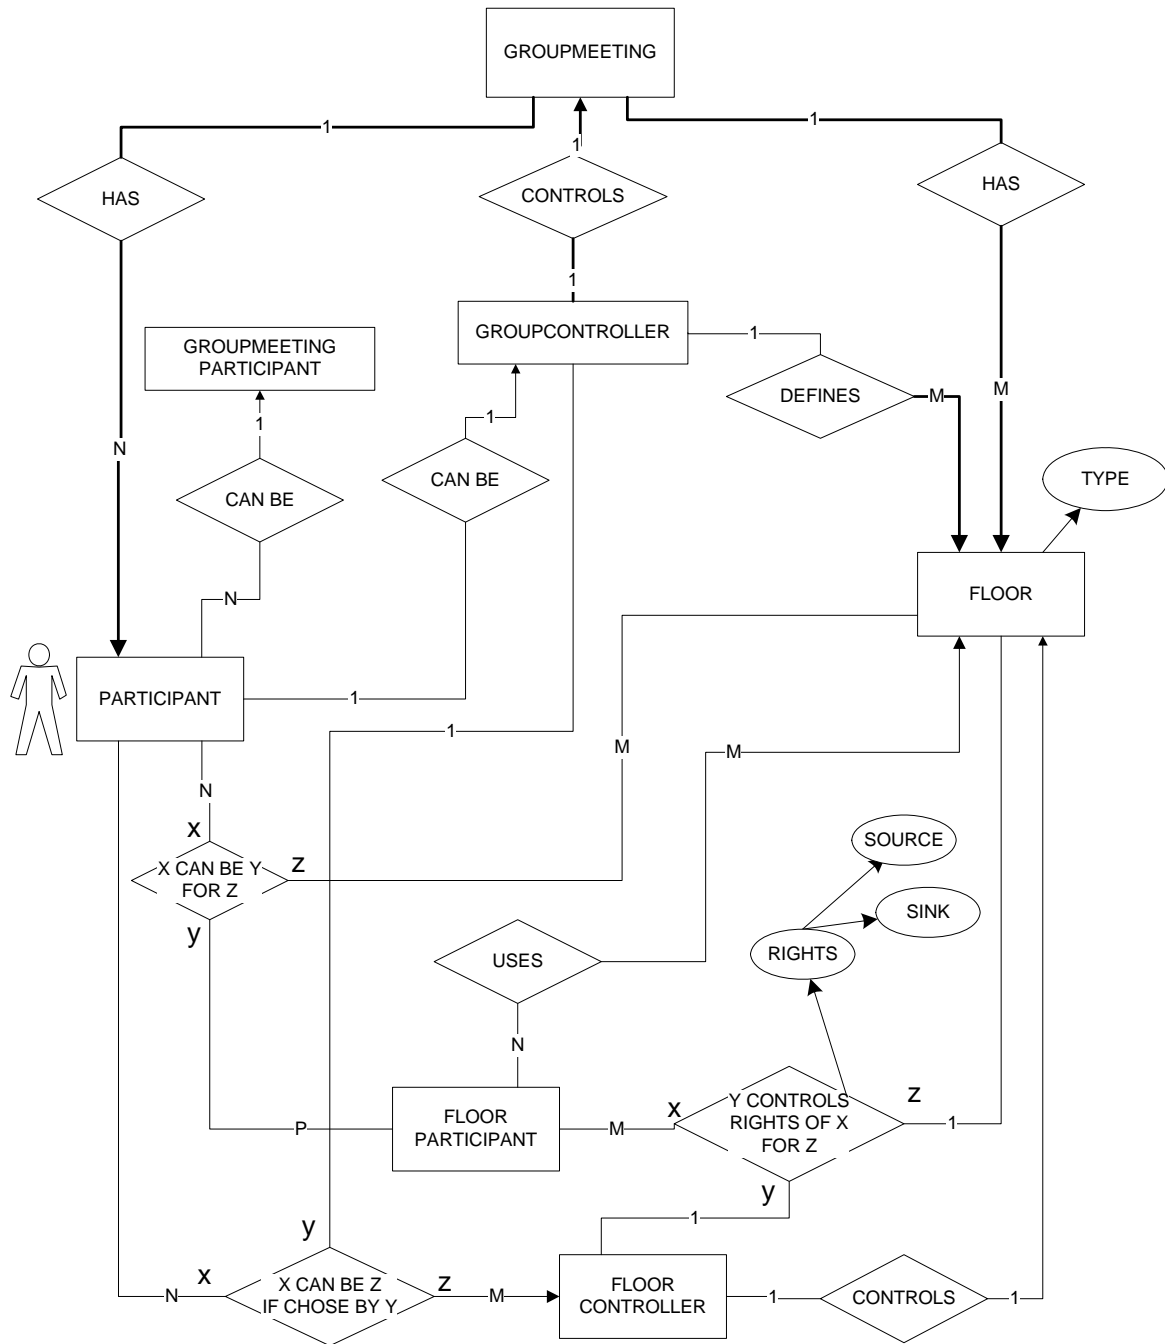 GROUPMEETING
1
1
1
HAS
CONTROLS
HAS
1
GROUPCONTROLLER
1
GROUPMEETING
PARTICIPANT
DEFINES
M
M
1
1
N
CAN BE
CAN BE
TYPE
FLOOR
N
PARTICIPANT
1
1
M
M
N
x
X CAN BE Y
FOR Z
z
y
SOURCE
SINK
RIGHTS
USES
N
P
FLOOR
PARTICIPANT
M
x
Y CONTROLS
RIGHTS OF X
FOR Z
z
1
y
1
y
x
N
X CAN BE Z
IF CHOSE BY Y
z
M
FLOOR
CONTROLLER
1
CONTROLS
1